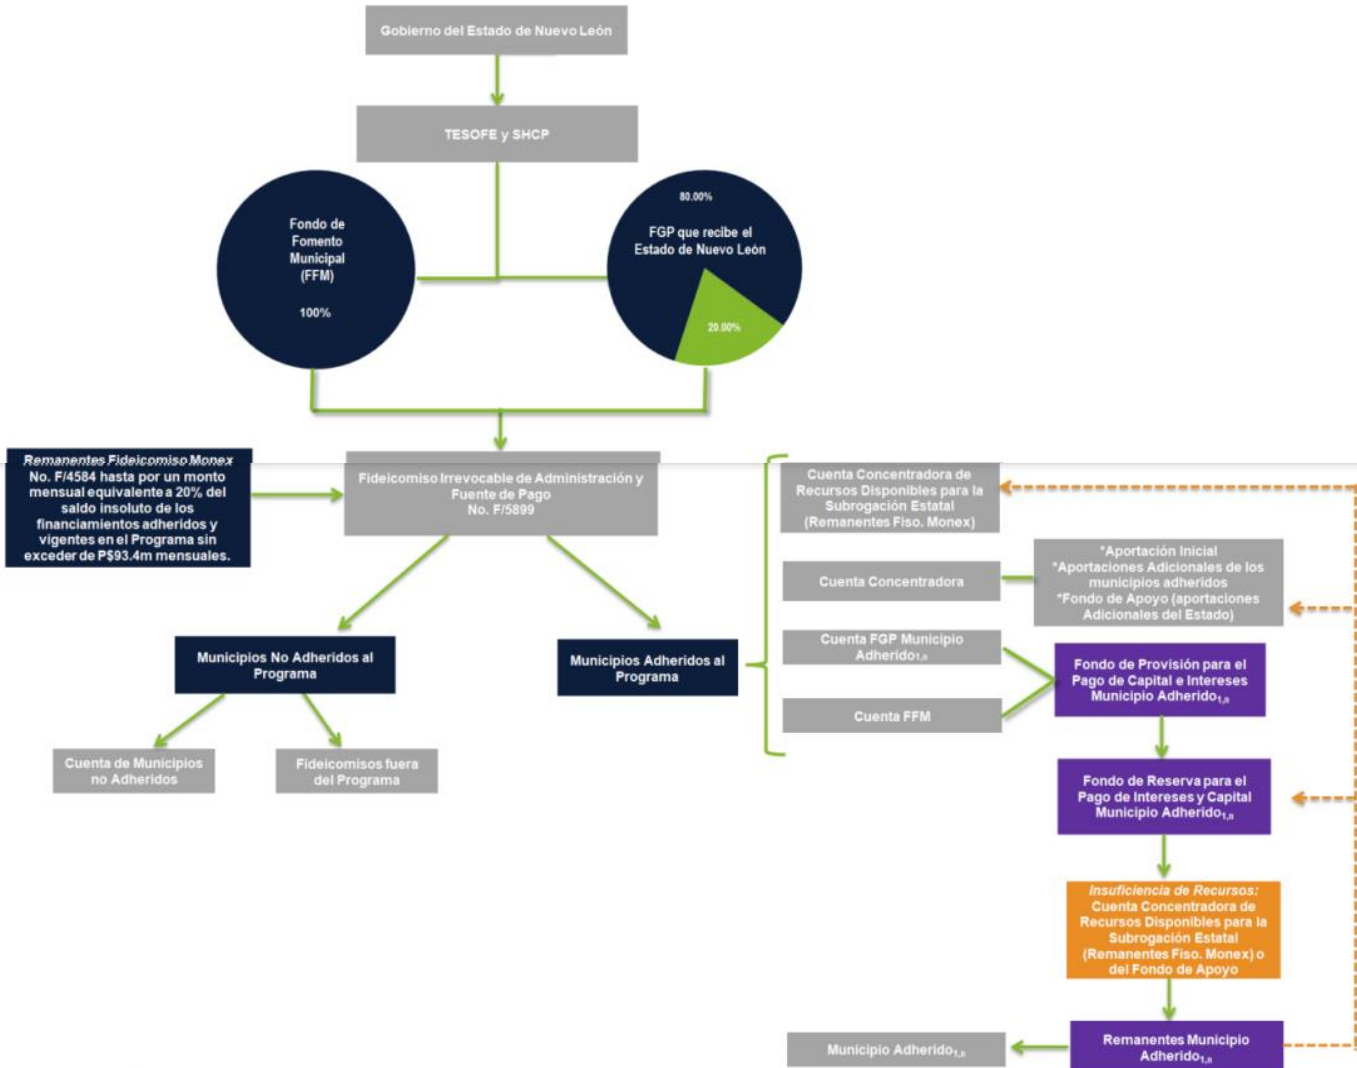 Gobierno del Estado de Nuevo León
TESOFE y SHCP
Fondo de
Fomento
Municipal
(FFM)
100%
80.00%
FGP que recibe el
Estado de Nuevo León
20.00%
Remanentes Fideicomiso Monex
No. F/4584 hasta por un monto
mensual equivalente a 20% del
saldo insoluto de los
financiamientos adheridos y
vigentes en el Programa sin
exceder de P$93.4m mensuales.
Fideicomiso Irrevocable de Administración y
Fuente de Pago
No. F/5899
Municipios No Adheridos al
Programa
Municipios Adheridos al
Programa
Cuenta de Municipios
no Adheridos
Fideicomisos fuera
del Programa
Cuenta Concentradora de
Recursos Disponibles para la
Subrogación Estatal
(Remanentes Fiso. Monex)
Cuenta Concentradora
*Aportación Inicial
*Aportaciones Adicionales de los
municipios adheridos
*Fondo de Apoyo (aportaciones
Adicionales del Estado)
Cuenta FGP Municipio
Adherido1,n
Cuenta FFM
Fondo de Provisión para el
Pago de Capital e Intereses
Municipio Adherido1,n
Fondo de Reserva para el
Pago de Intereses y Capital
Municipio Adherido1,n
Insuficiencia de Recursos:
Cuenta Concentradora de
Recursos Disponibles para la
Subrogación Estatal
(Remanentes Fiso. Monex) o
del Fondo de Apoyo
Remanentes Municipio
Adherido1,n
Municipio Adherido1,n